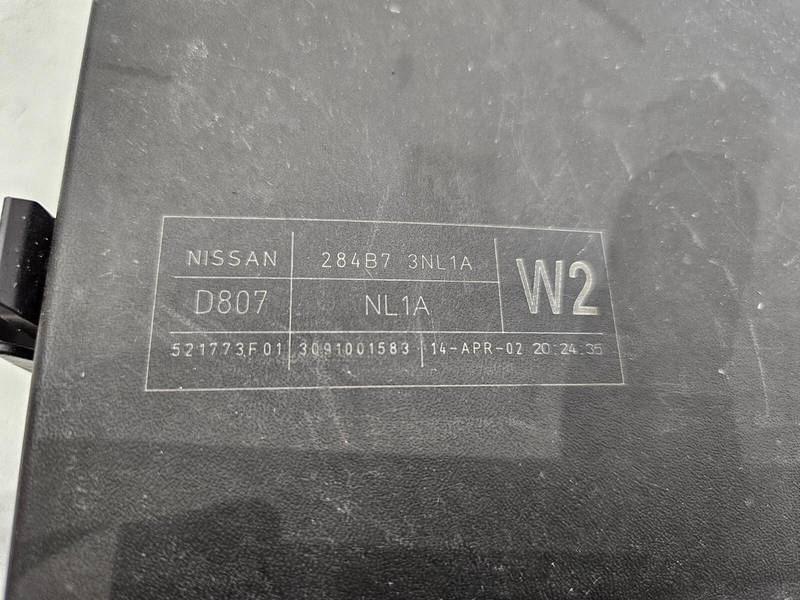 NISSAN 284B7 3NL1A W2
D807 NL1A
521773F01 3091001583 14-APR-02 20:24:35